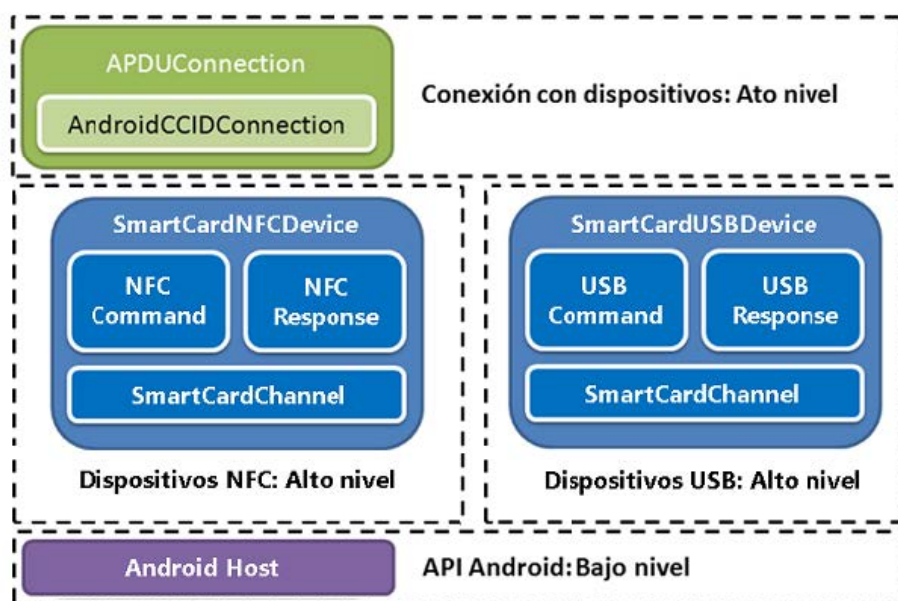 APDUConnection
AndroidCCIDConnection
Conexión con dispositivos: Ato nivel
SmartCardNFCDevice
NFC
Command
NFC
Response
SmartCardChannel
Dispositivos NFC: Alto nivel
SmartCardUSBDevice
USB
Command
USB
Response
SmartCardChannel
Dispositivos USB: Alto nivel
Android Host
API Android: Bajo nivel